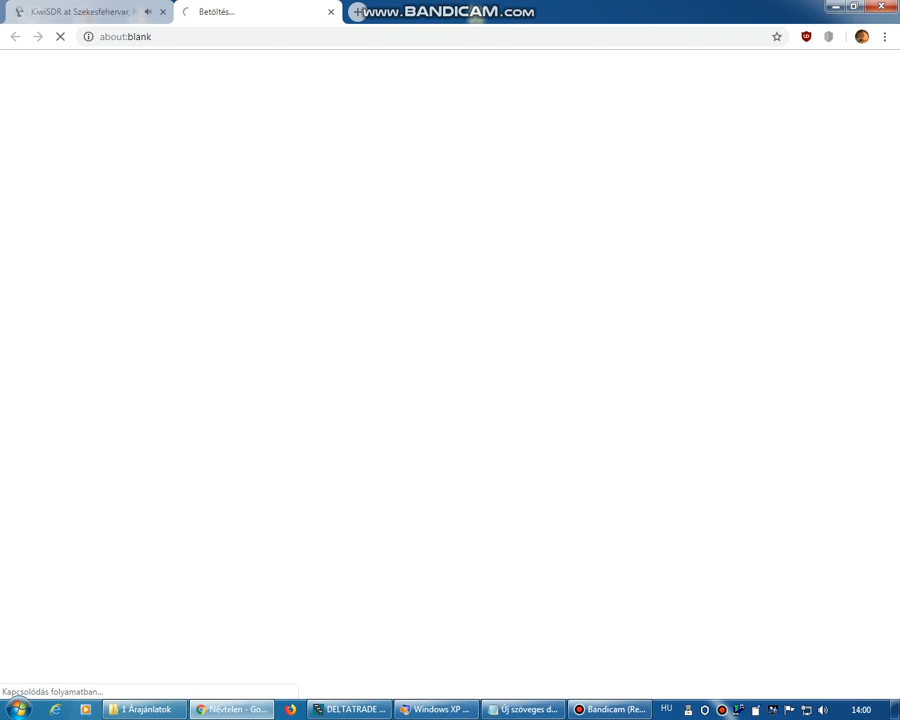 KiwiSDR at Szekesfehervar, H
Betöltés...
WWW.BANDICAM.COM
about:blank
Kapcsolódás folyamatban...
1 Árajánlatok
Névtelen - Go...
DELTATRADE ...
Windows XP ...
Új szöveges d...
Bandicam (Re...
HU
14:00